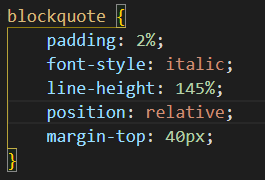 blockquote {
    padding: 2%;
    font-style: italic;
    line-height: 145%;
    position: relative;
    margin-top: 40px;
}